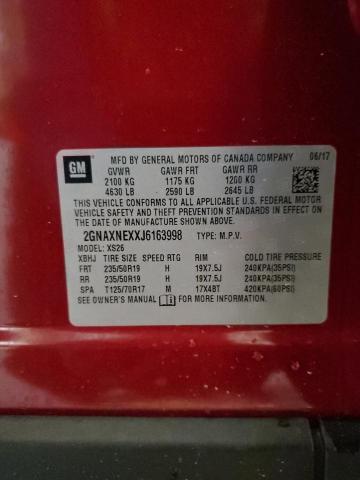 GM
MFD BY GENERAL MOTORS OF CANADA COMPANY 06/17
GVWR GAWR FRT GAWR RR
2100 KG 1175 KG 1200 KG
4630 LB 2590 LB 2645 LB
THIS VEHICLE CONFORMS TO ALL APPLICABLE U.S. FEDERAL MOTOR
VEHICLE SAFETY AND THEFT PREVENTION STANDARDS IN EFFECT ON
THE DATE OF MANUFACTURE SHOWN ABOVE.
2GNAXNEXXJ6163998 TYPE: M.P.V.
MODEL: XS26
XBHJ TIRE SIZE SPEED RTG RIM COLD TIRE PRESSURE
FRT 235/50R19 H 19X7.5J 240KPA(35PSI)
RR 235/50R19 H 19X7.5J 240KPA(35PSI)
SPA T125/70R17 M 17X4BT 420KPA(60PSI)
SEE OWNER'S MANUAL FOR MORE INFORMATION.